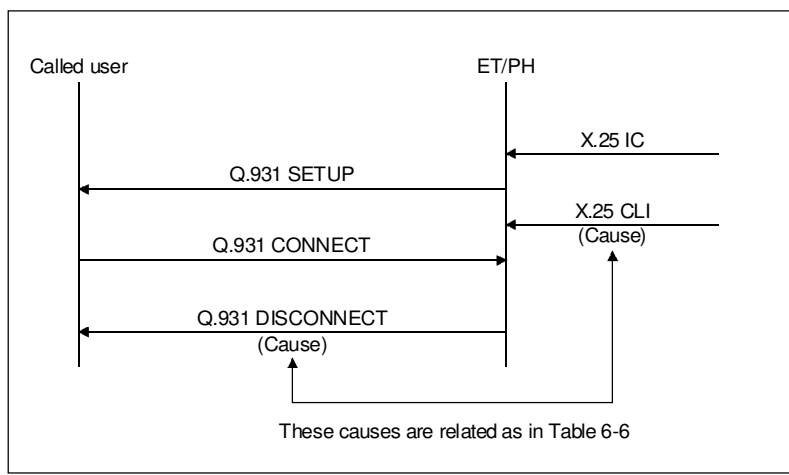 Called user
ET/PH
X.25 IC
Q.931 SETUP
X.25 CLI
(Cause)
Q.931 CONNECT
Q.931 DISCONNECT
(Cause)
These causes are related as in Table 6-6